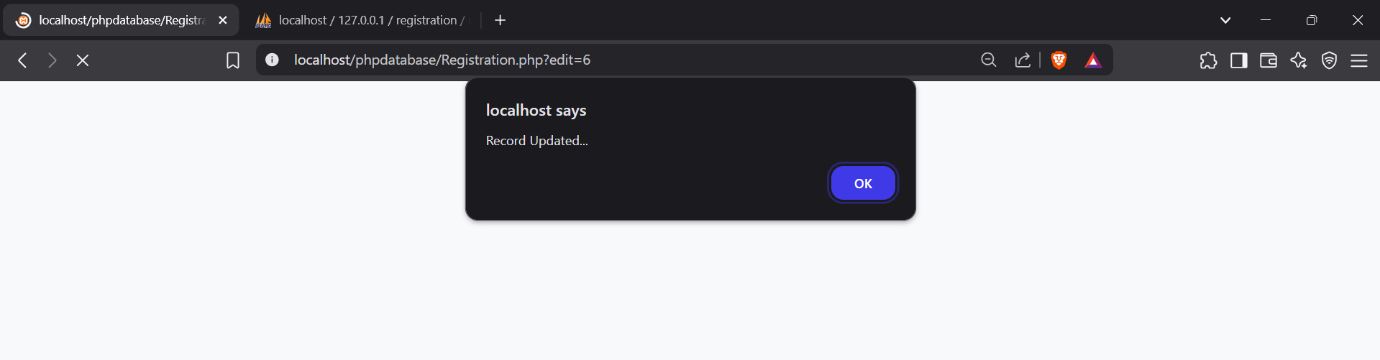 localhost/phpdatabase/Registra
localhost / 127.0.0.1 / registration /
localhost/phpdatabase/Registration.php?edit=6
localhost says
Record Updated...
OK